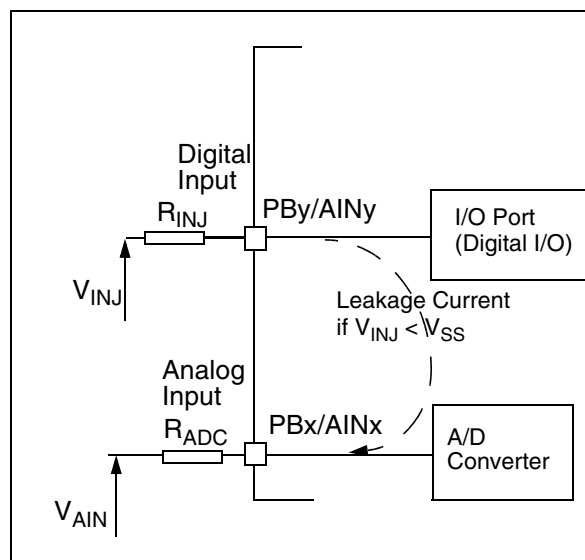 Digital
Input
R_INJ
PBy/AINy
I/O Port
(Digital I/O)
V_INJ
Leakage Current
if V_INJ < V_SS
Analog
Input
R_ADC
PBx/AINx
A/D
Converter
V_AIN